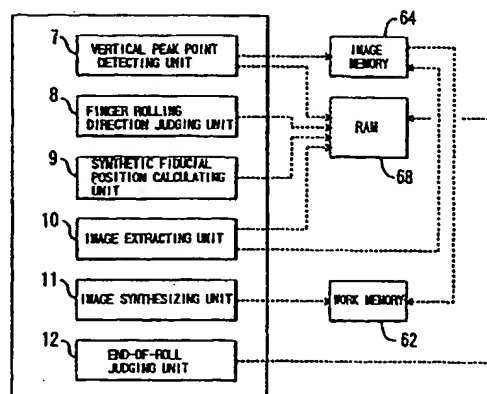 7
VERTICAL PEAK POINT
DETECTING UNIT
8
FINGER ROLLING
DIRECTION JUDGING UNIT
9
SYNTHETIC FIDUCIAL
POSITION CALCULATING
UNIT
10
IMAGE EXTRACTING UNIT
11
IMAGE SYNTHESIZING UNIT
12
END-OF-ROLL
JUDGING UNIT
64
IMAGE
MEMORY
RAM
68
WORK MEMORY
62